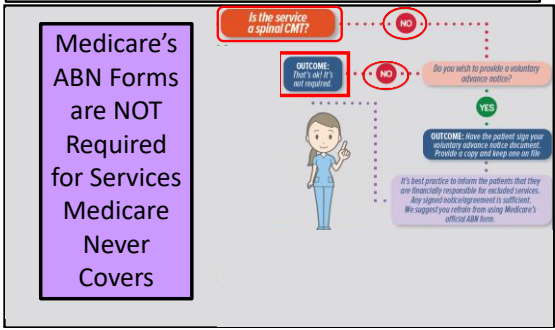 Medicare's
ABN Forms
are NOT
Required
for Services
Medicare
Never
Covers
Is the service
a spinal CMT?
NO
OUTCOME:
That's ok! It's
not required.
NO
Do you wish to provide a voluntary
advance notice?
YES
OUTCOME: Have the patient sign your
voluntary advance notice document.
Provide a copy and keep one on file
It's best practice to inform the patients that they
are financially responsible for excluded services.
Any signed notice/agreement is sufficient.
We suggest you refrain from using Medicare's
official ABN form.